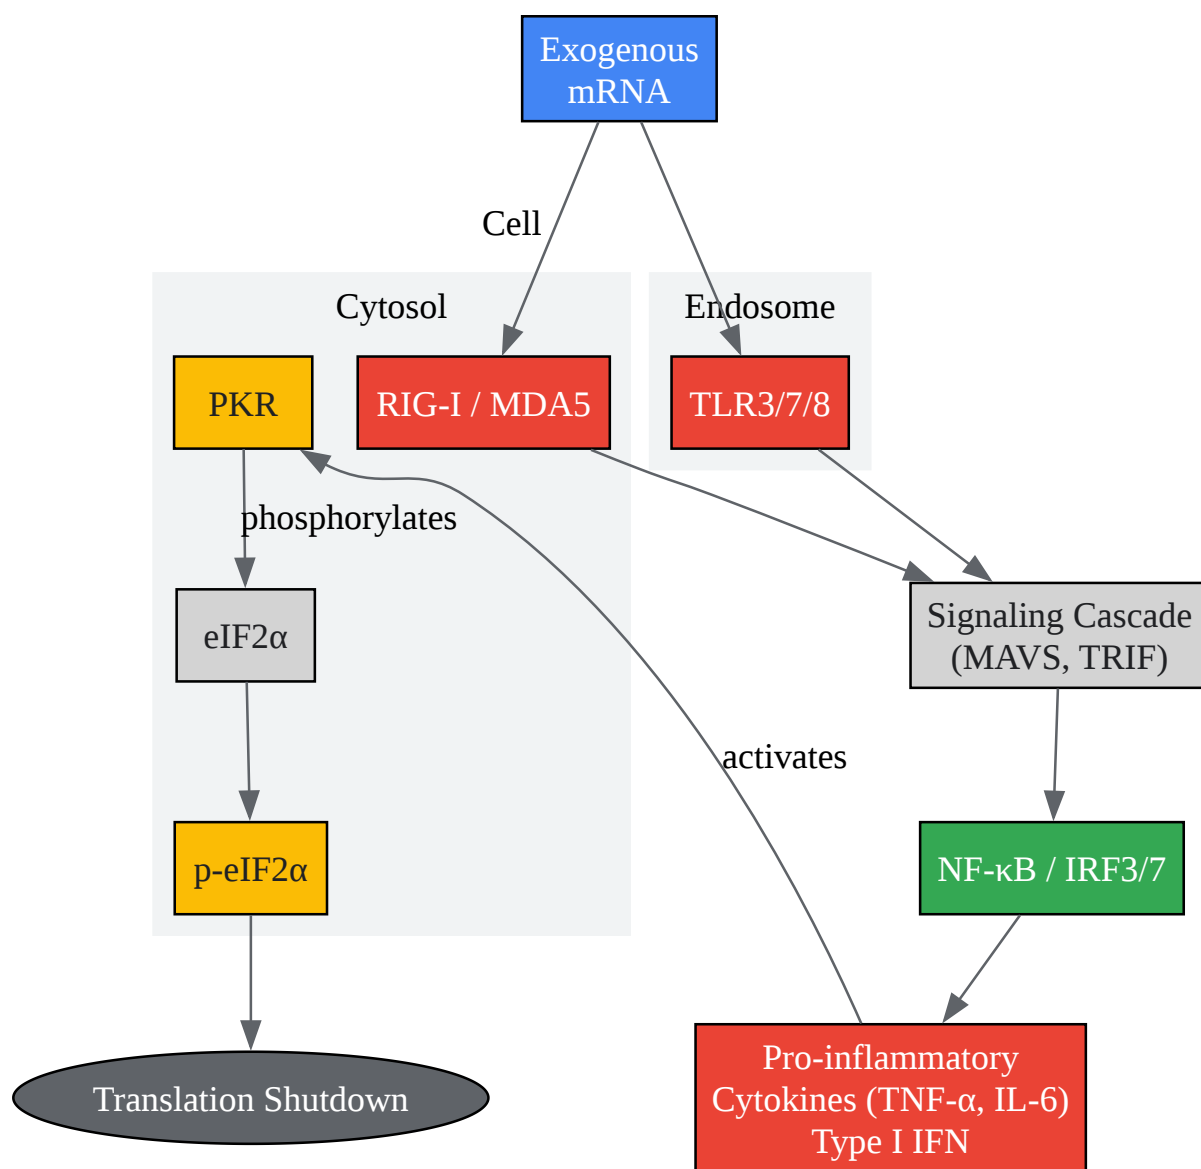 Exogenous
mRNA
Cell
Cytosol
Endosome
PKR
RIG-I / MDA5
TLR3/7/8
phosphorylates
eIF2α
Signaling Cascade
(MAVS, TRIF)
activates
p-eIF2α
NF-κB / IRF3/7
Translation Shutdown
Pro-inflammatory
Cytokines (TNF-α, IL-6)
Type I IFN